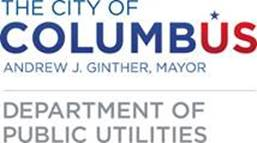 THE CITY OF
COLUMBUS
ANDREW J. GINTHER, MAYOR
DEPARTMENT OF
PUBLIC UTILITIES